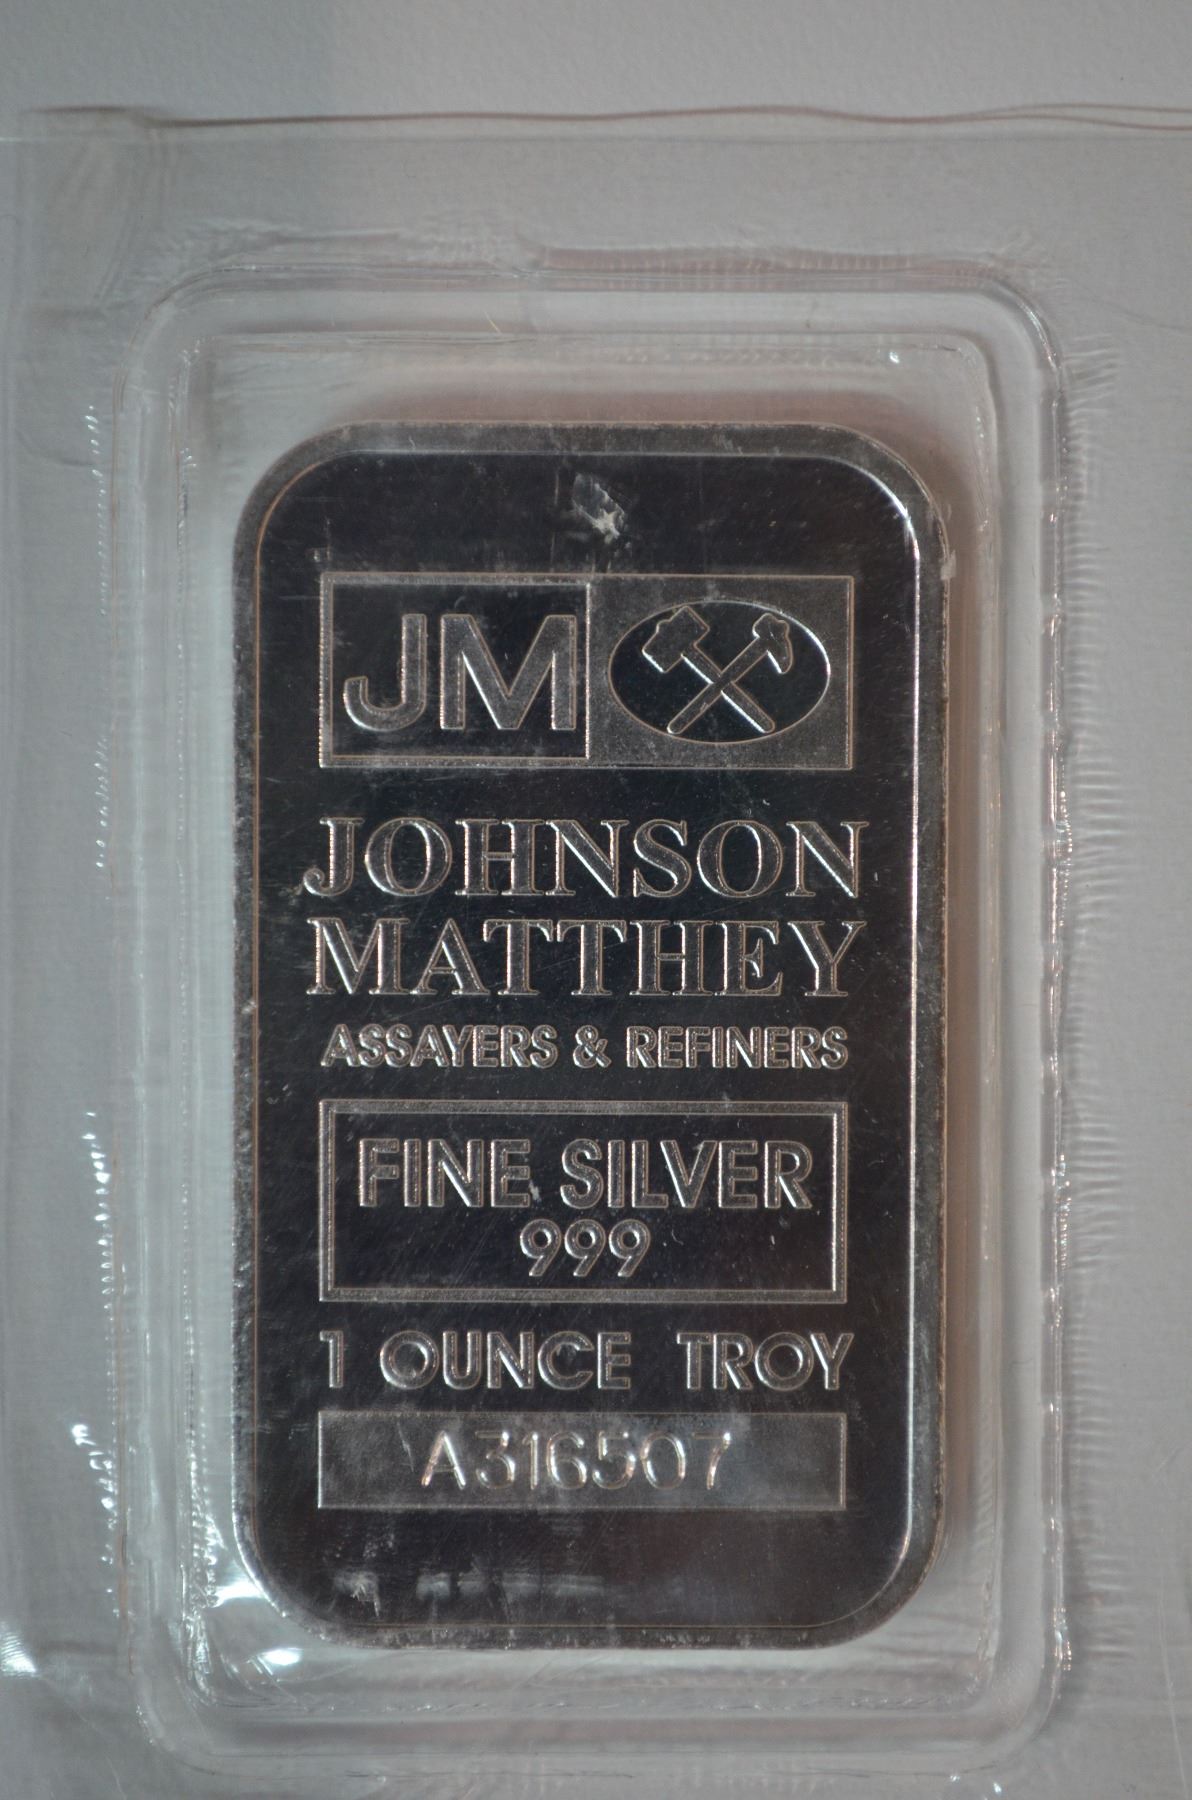 JM
JOHNSON
MATTHEY
ASSAYERS & REFINERS
FINE SILVER
999
1 OUNCE TROY
A316507